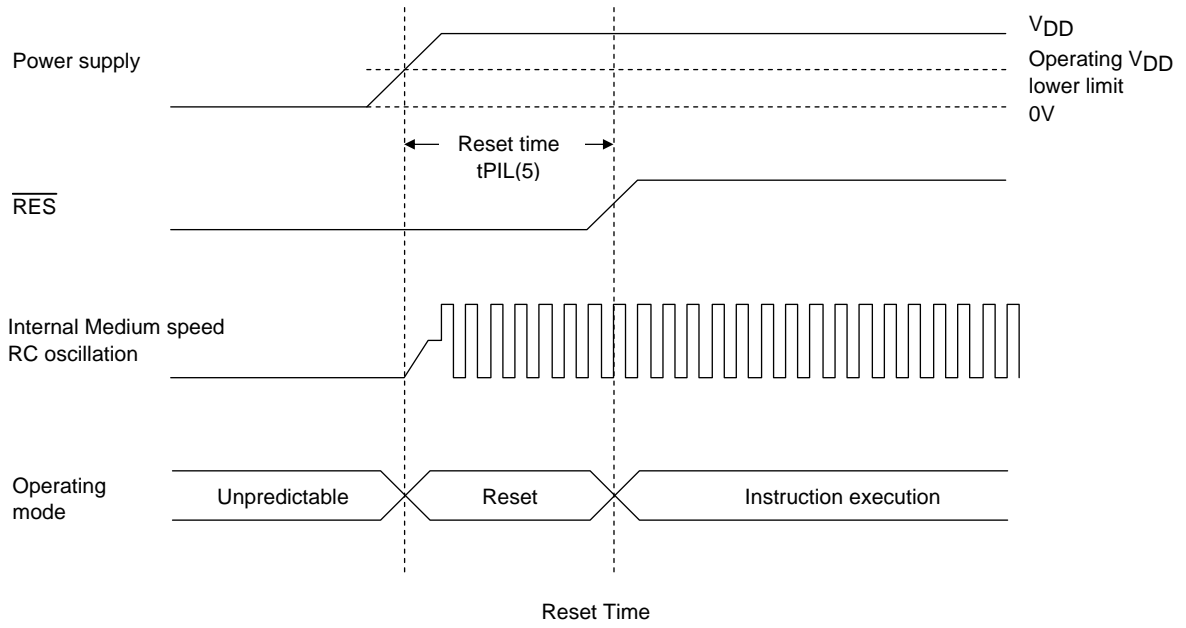 VDD
Power supply
Operating VDD
lower limit
0V
Reset time
tPIL(5)
RES
Internal Medium speed
RC oscillation
Operating
mode
Unpredictable
Reset
Instruction execution
Reset Time